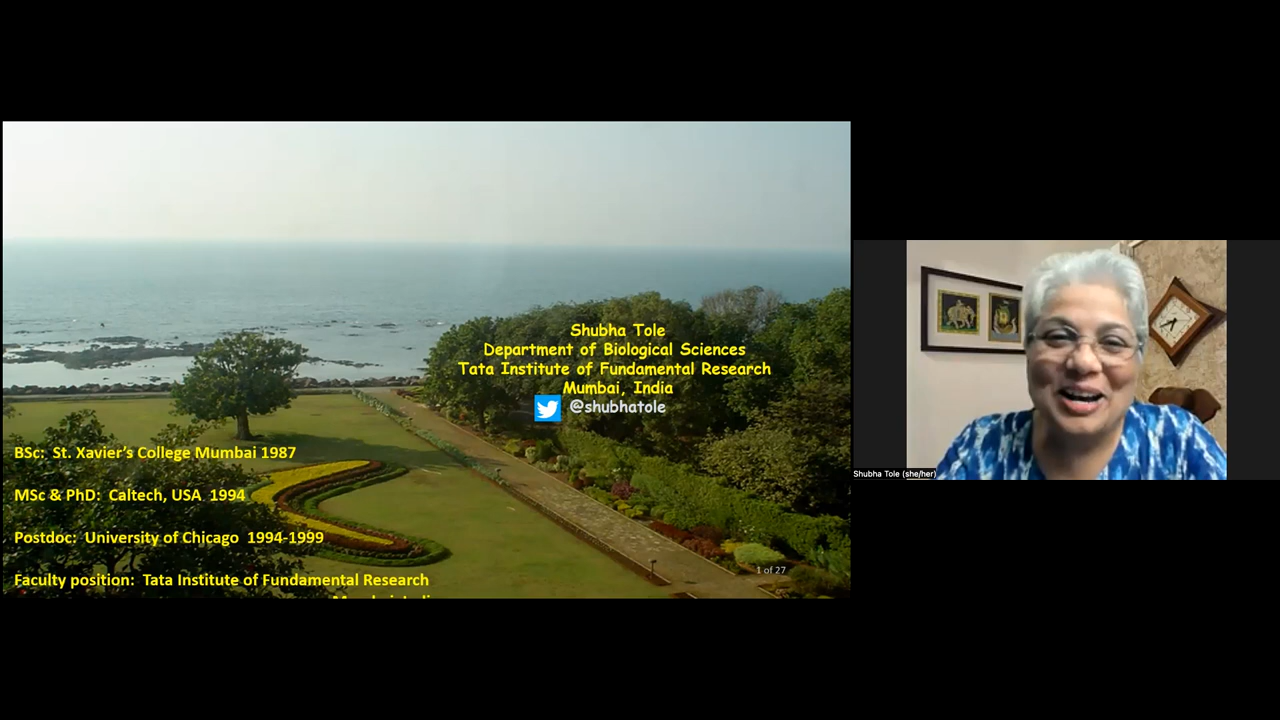 Shubha Tole
Department of Biological Sciences
Tata Institute of Fundamental Research
Mumbai, India
@shubhatole
BSc: St. Xavier's College Mumbai 1987
MSc & PhD: Caltech, USA 1994
Postdoc: University of Chicago 1994-1999
Faculty position: Tata Institute of Fundamental Research
1 of 27
Shubha Tole (she/her)